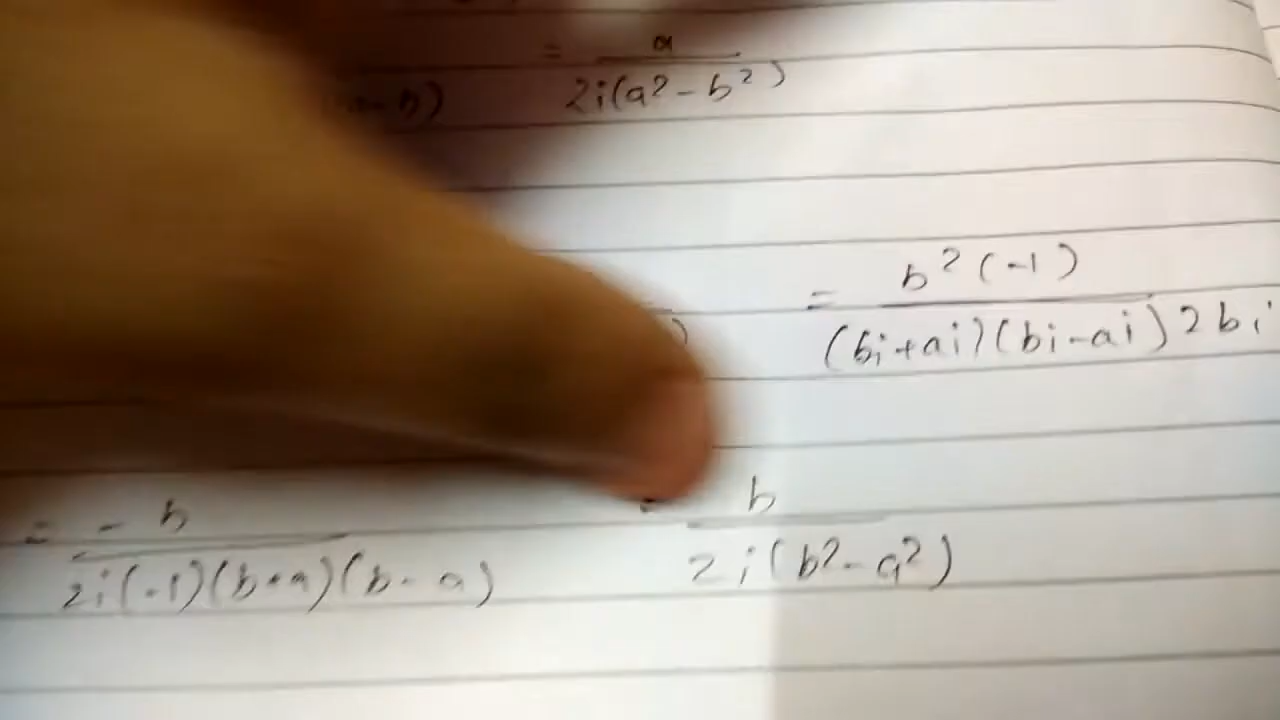 = a / 2i(a² - b²)
a - b)
= b²(-1) / (bi+ai)(bi-ai)2bi
)
= -b / 2i(-1)(b+a)(b-a) = b / 2i(b²-a²)